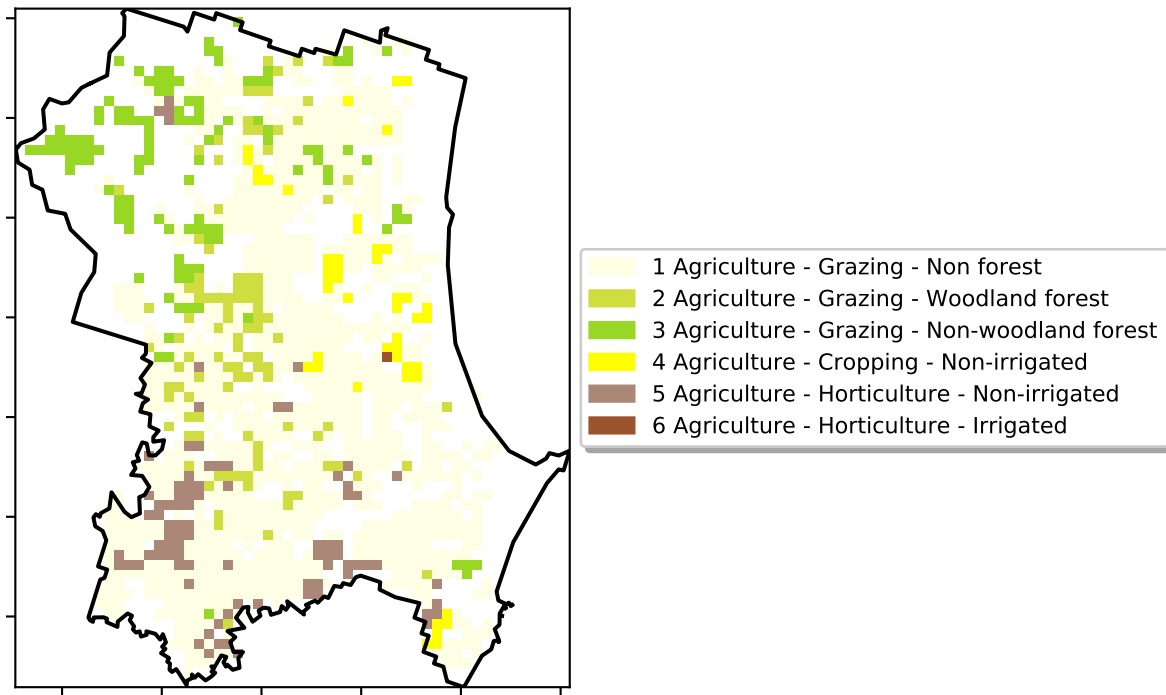 1 Agriculture - Grazing - Non forest
2 Agriculture - Grazing - Woodland forest
3 Agriculture - Grazing - Non-woodland forest
4 Agriculture - Cropping - Non-irrigated
5 Agriculture - Horticulture - Non-irrigated
6 Agriculture - Horticulture - Irrigated